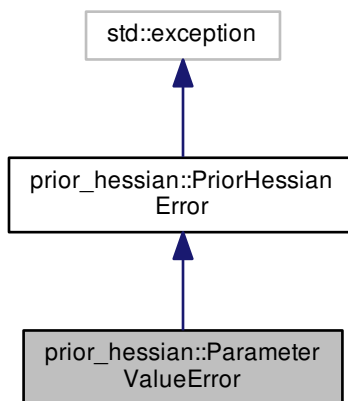 std::exception
prior_hessian::PriorHessian
Error
prior_hessian::Parameter
ValueError